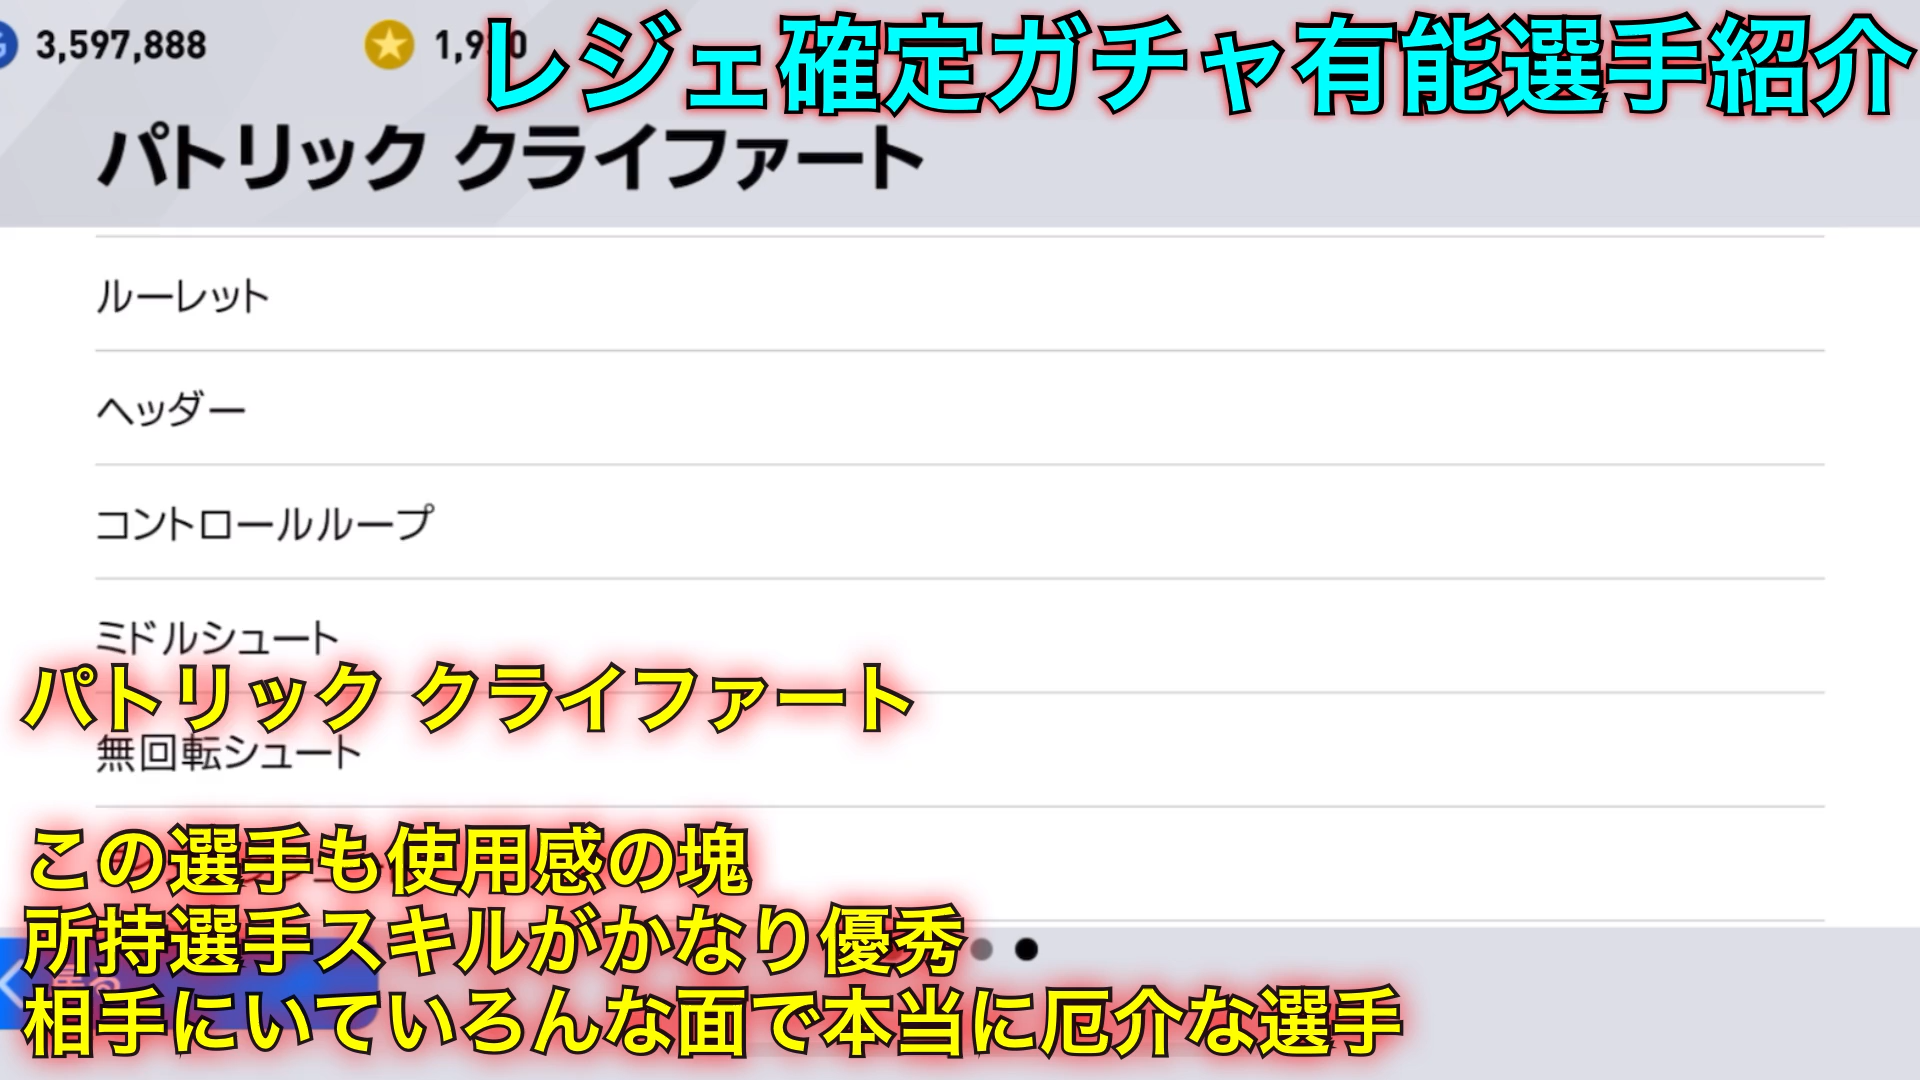 3,597,888
レジェ確定ガチャ有能選手紹介
パトリック クライファート
ルーレット
ヘッダー
コントロールループ
ミドルシュート
パトリック クライファート
無回転シュート
この選手も使用感の塊
所持選手スキルがかなり優秀
相手にいていろんな面で本当に厄介な選手